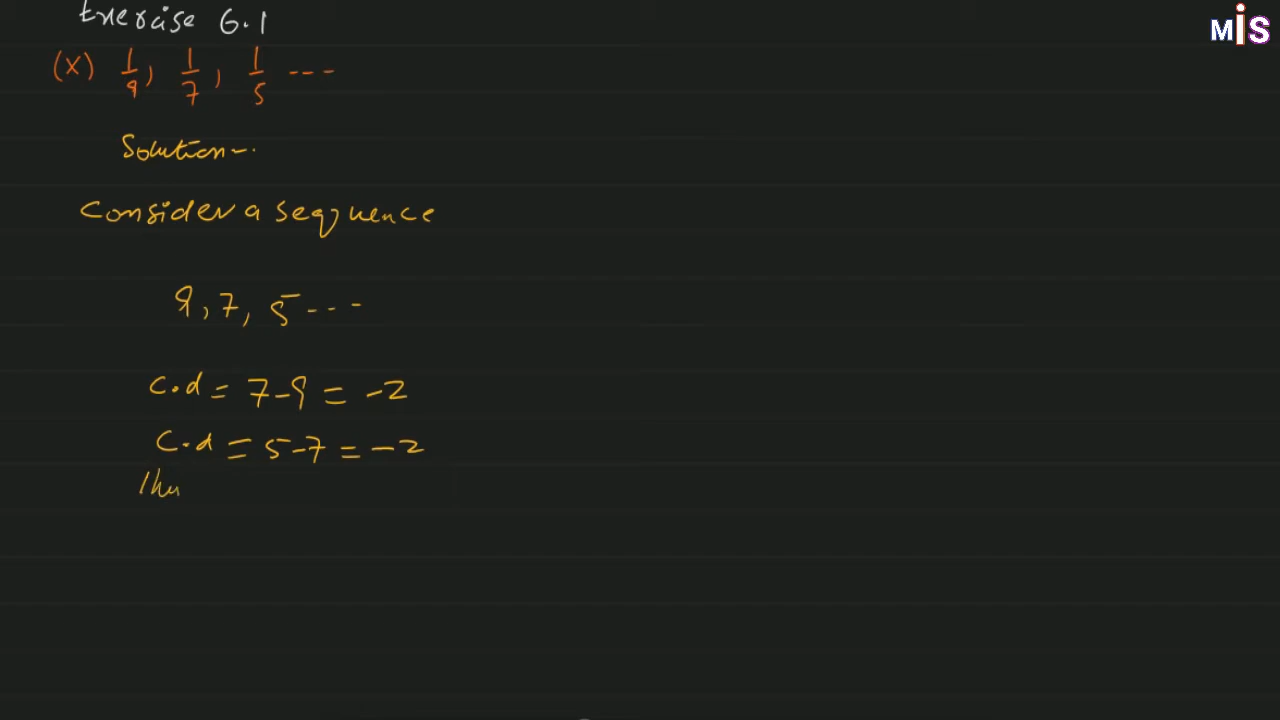 Exercise 6.1
MiS
(x) 1/9, 1/7, 1/5 ---
Solution -.
Consider a sequence
9, 7, 5 ---
C.d = 7-9 = -2
C.d = 5-7 = -2